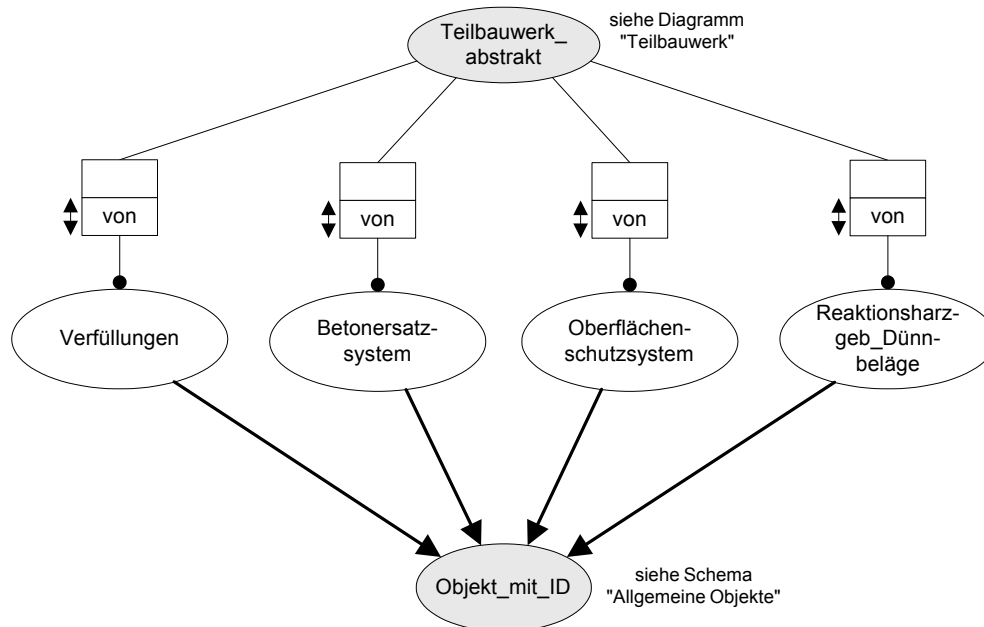 Teilbauwerk_
abstrakt
siehe Diagramm
"Teilbauwerk"
von
von
von
von
Verfüllungen
Betonersatz-
system
Oberflächen-
schutzsystem
Reaktionsharz-
geb_Dünn-
beläge
Objekt_mit_ID
siehe Schema
"Allgemeine Objekte"